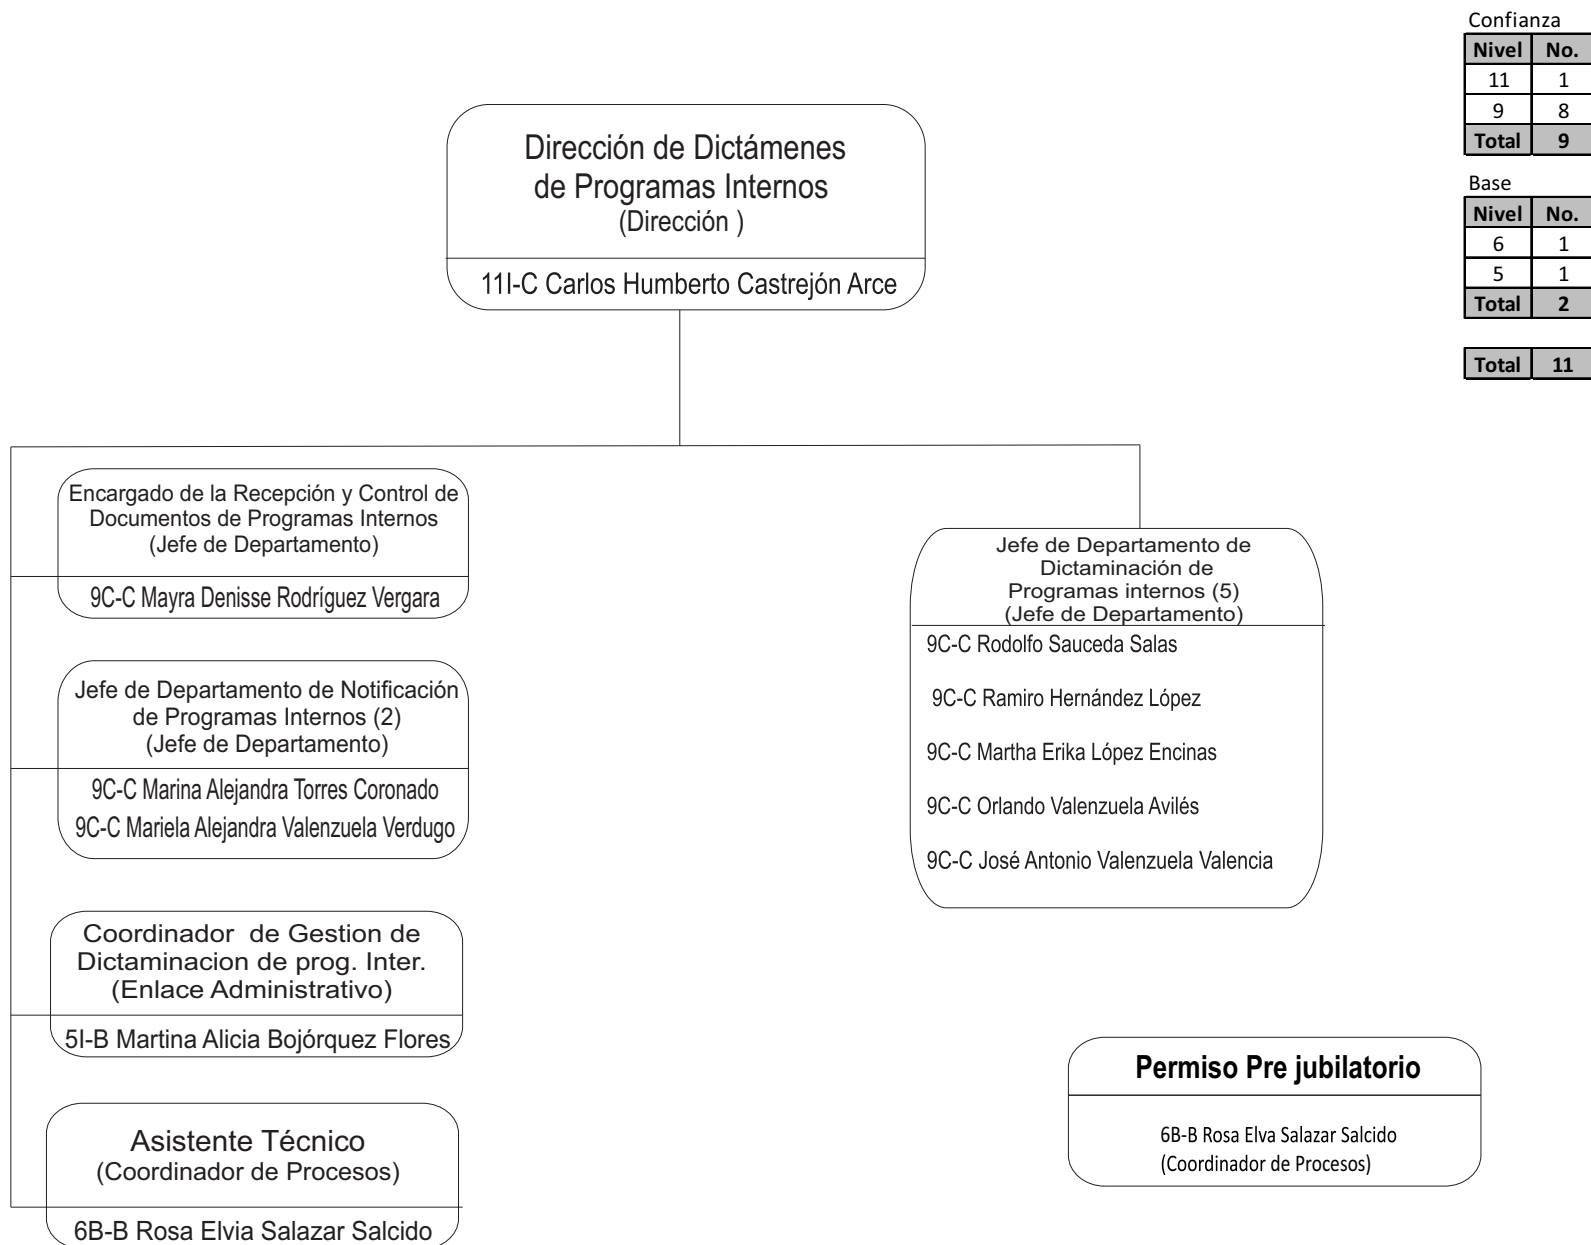 Confianza
Nivel No.
11 1
9 8
Total 9
Base
Nivel No.
6 1
5 1
Total 2
Total 11
Dirección de Dictámenes
de Programas Internos
(Dirección )
11I-C Carlos Humberto Castrejón Arce
Encargado de la Recepción y Control de
Documentos de Programas Internos
(Jefe de Departamento)
9C-C Mayra Denisse Rodríguez Vergara
Jefe de Departamento de Notificación
de Programas Internos (2)
(Jefe de Departamento)
9C-C Marina Alejandra Torres Coronado
9C-C Mariela Alejandra Valenzuela Verdugo
Coordinador de Gestion de
Dictaminacion de prog. Inter.
(Enlace Administrativo)
5I-B Martina Alicia Bojórquez Flores
Asistente Técnico
(Coordinador de Procesos)
6B-B Rosa Elvia Salazar Salcido
Jefe de Departamento de
Dictaminación de
Programas internos (5)
(Jefe de Departamento)
9C-C Rodolfo Sauceda Salas
9C-C Ramiro Hernández López
9C-C Martha Erika López Encinas
9C-C Orlando Valenzuela Avilés
9C-C José Antonio Valenzuela Valencia
Permiso Pre jubilatorio
6B-B Rosa Elva Salazar Salcido
(Coordinador de Procesos)